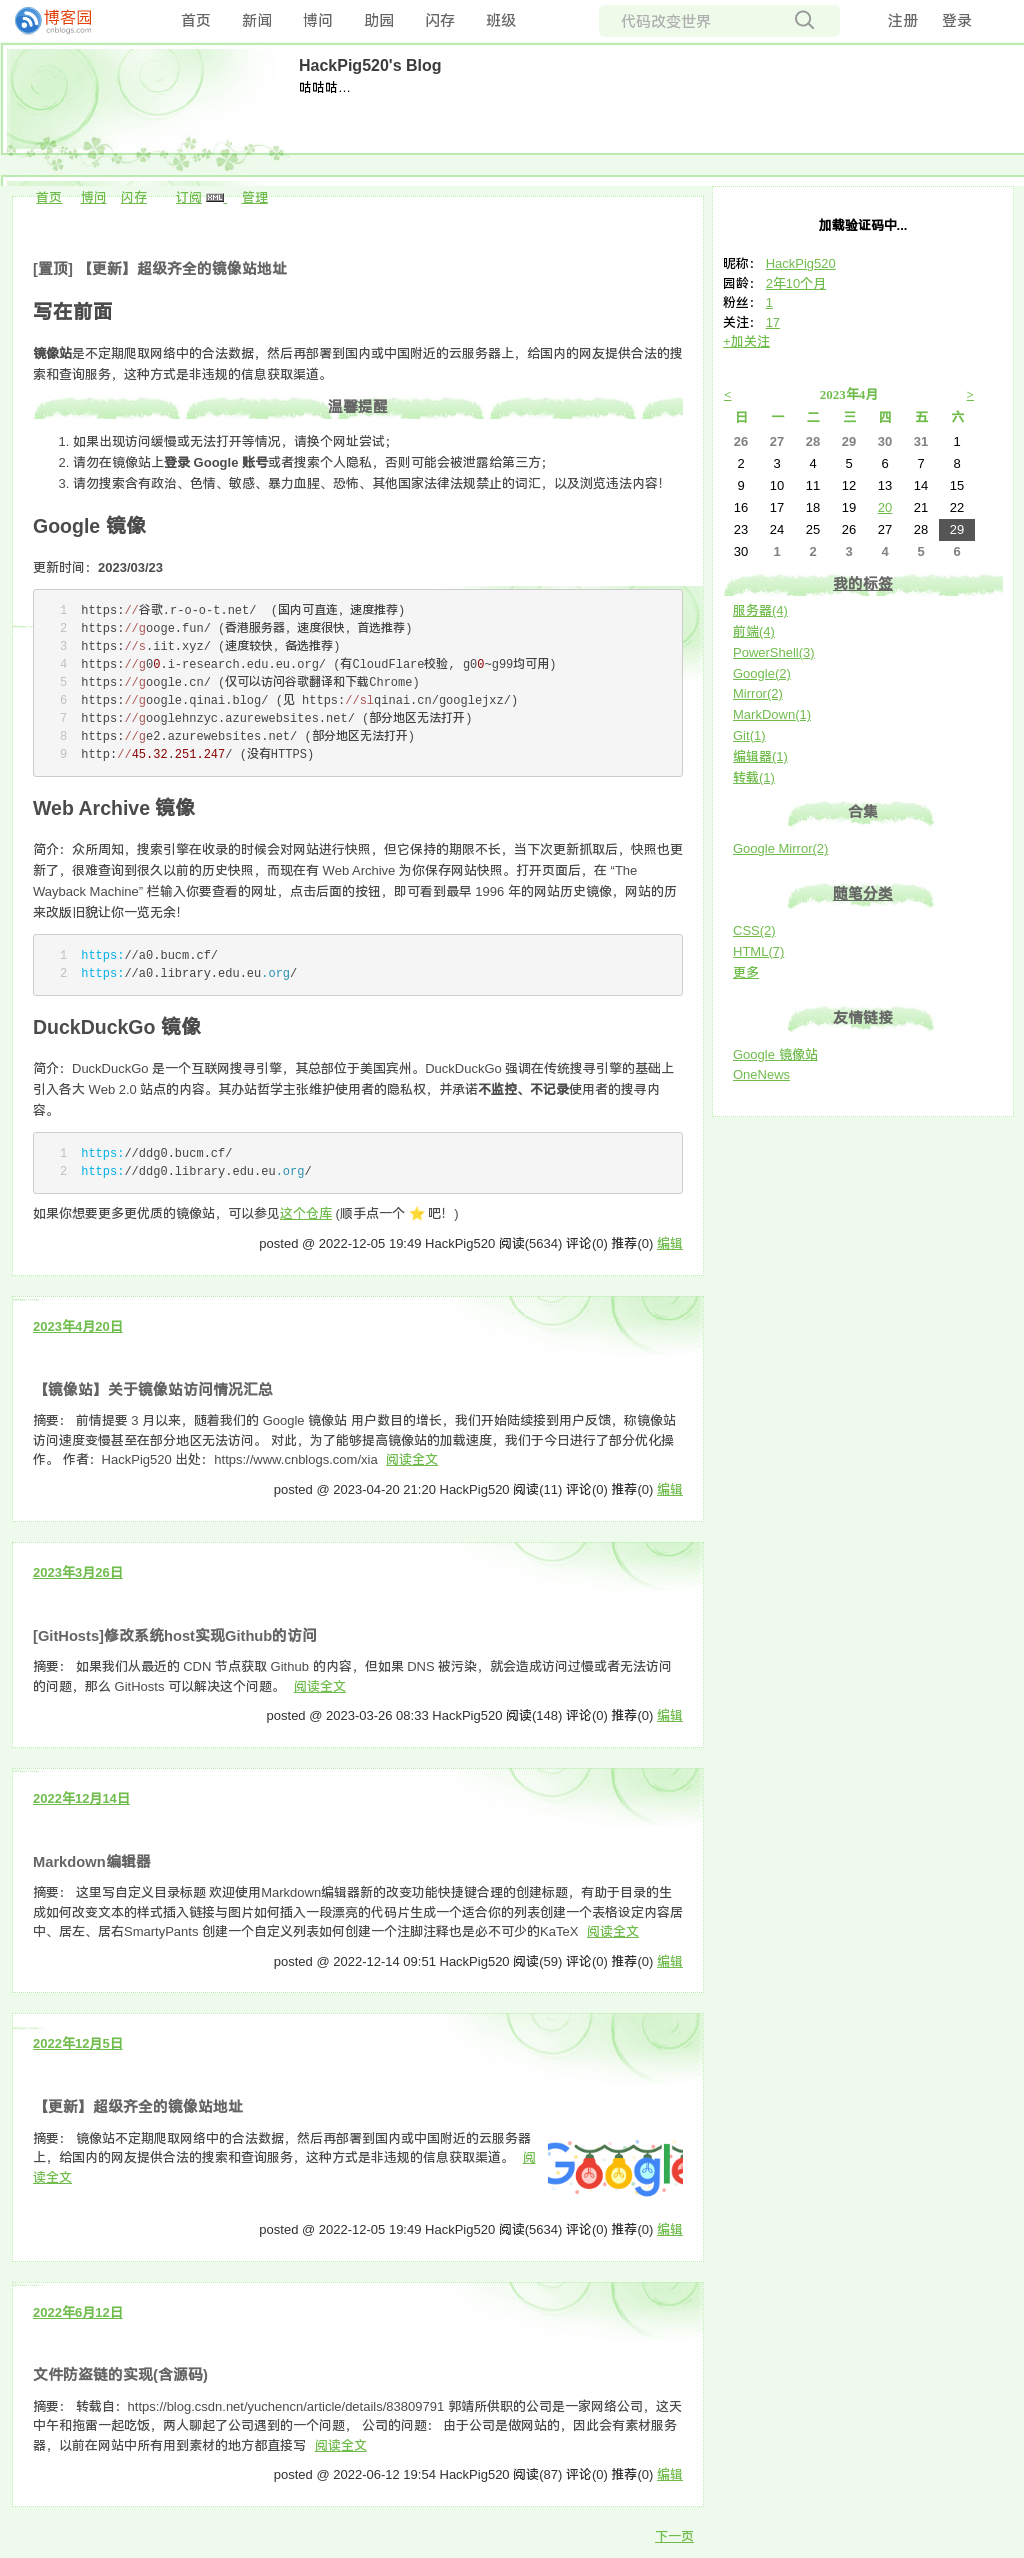 博客园
cnblogs.com
首页 新闻 博问 助园 闪存 班级
代码改变世界
注册 登录
HackPig520's Blog
咕咕咕…
首页 博问 闪存 订阅 XML 管理
[置顶] 【更新】超级齐全的镜像站地址
写在前面
镜像站是不定期爬取网络中的合法数据，然后再部署到国内或中国附近的云服务器上，给国内的网友提供合法的搜
索和查询服务，这种方式是非违规的信息获取渠道。
温馨提醒
1. 如果出现访问缓慢或无法打开等情况，请换个网址尝试；
2. 请勿在镜像站上登录 Google 账号或者搜索个人隐私，否则可能会被泄露给第三方；
3. 请勿搜索含有政治、色情、敏感、暴力血腥、恐怖、其他国家法律法规禁止的词汇，以及浏览违法内容！
Google 镜像
更新时间：2023/03/23
1 https://谷歌.r-o-o-t.net/ (国内可直连，速度推荐)
2 https://googe.fun/ (香港服务器，速度很快，首选推荐)
3 https://s.iit.xyz/ (速度较快，备选推荐)
4 https://g00.i-research.edu.eu.org/ (有CloudFlare校验, g00~g99均可用)
5 https://google.cn/ (仅可以访问谷歌翻译和下载Chrome)
6 https://google.qinai.blog/ (见 https://slqinai.cn/googlejxz/)
7 https://googlehnzyc.azurewebsites.net/ (部分地区无法打开)
8 https://ge2.azurewebsites.net/ (部分地区无法打开)
9 http://45.32.251.247/ (没有HTTPS)
Web Archive 镜像
简介：众所周知，搜索引擎在收录的时候会对网站进行快照，但它保持的期限不长，当下次更新抓取后，快照也更
新了，很难查询到很久以前的历史快照，而现在有 Web Archive 为你保存网站快照。打开页面后，在 “The
Wayback Machine” 栏输入你要查看的网址，点击后面的按钮，即可看到最早 1996 年的网站历史镜像，网站的历
来改版旧貌让你一览无余！
1 https://a0.bucm.cf/
2 https://a0.library.edu.eu.org/
DuckDuckGo 镜像
简介：DuckDuckGo 是一个互联网搜寻引擎，其总部位于美国宾州。DuckDuckGo 强调在传统搜寻引擎的基础上
引入各大 Web 2.0 站点的内容。其办站哲学主张维护使用者的隐私权，并承诺不监控、不记录使用者的搜寻内
容。
1 https://ddg0.bucm.cf/
2 https://ddg0.library.edu.eu.org/
如果你想要更多更优质的镜像站，可以参见这个仓库 (顺手点一个 ⭐ 吧！)
posted @ 2022-12-05 19:49 HackPig520 阅读(5634) 评论(0) 推荐(0) 编辑
2023年4月20日
【镜像站】关于镜像站访问情况汇总
摘要： 前情提要 3 月以来，随着我们的 Google 镜像站 用户数目的增长，我们开始陆续接到用户反馈，称镜像站
访问速度变慢甚至在部分地区无法访问。 对此，为了能够提高镜像站的加载速度，我们于今日进行了部分优化操
作。 作者：HackPig520 出处：https://www.cnblogs.com/xia 阅读全文
posted @ 2023-04-20 21:20 HackPig520 阅读(11) 评论(0) 推荐(0) 编辑
2023年3月26日
[GitHosts]修改系统host实现Github的访问
摘要： 如果我们从最近的 CDN 节点获取 Github 的内容，但如果 DNS 被污染，就会造成访问过慢或者无法访问
的问题，那么 GitHosts 可以解决这个问题。 阅读全文
posted @ 2023-03-26 08:33 HackPig520 阅读(148) 评论(0) 推荐(0) 编辑
2022年12月14日
Markdown编辑器
摘要： 这里写自定义目录标题 欢迎使用Markdown编辑器新的改变功能快捷键合理的创建标题，有助于目录的生
成如何改变文本的样式插入链接与图片如何插入一段漂亮的代码片生成一个适合你的列表创建一个表格设定内容居
中、居左、居右SmartyPants 创建一个自定义列表如何创建一个注脚注释也是必不可少的KaTeX 阅读全文
posted @ 2022-12-14 09:51 HackPig520 阅读(59) 评论(0) 推荐(0) 编辑
2022年12月5日
【更新】超级齐全的镜像站地址
摘要： 镜像站不定期爬取网络中的合法数据，然后再部署到国内或中国附近的云服务器
上，给国内的网友提供合法的搜索和查询服务，这种方式是非违规的信息获取渠道。 阅
读全文
Google
posted @ 2022-12-05 19:49 HackPig520 阅读(5634) 评论(0) 推荐(0) 编辑
2022年6月12日
文件防盗链的实现(含源码)
摘要： 转载自：https://blog.csdn.net/yuchencn/article/details/83809791 郭靖所供职的公司是一家网络公司，这天
中午和拖雷一起吃饭，两人聊起了公司遇到的一个问题， 公司的问题： 由于公司是做网站的，因此会有素材服务
器，以前在网站中所有用到素材的地方都直接写 阅读全文
posted @ 2022-06-12 19:54 HackPig520 阅读(87) 评论(0) 推荐(0) 编辑
下一页
加载验证码中...
昵称： HackPig520
园龄： 2年10个月
粉丝： 1
关注： 17
+加关注
< 2023年4月 >
日 一 二 三 四 五 六
26 27 28 29 30 31 1
2 3 4 5 6 7 8
9 10 11 12 13 14 15
16 17 18 19 20 21 22
23 24 25 26 27 28 29
30 1 2 3 4 5 6
我的标签
服务器(4)
前端(4)
PowerShell(3)
Google(2)
Mirror(2)
MarkDown(1)
Git(1)
编辑器(1)
转载(1)
合集
Google Mirror(2)
随笔分类
CSS(2)
HTML(7)
更多
友情链接
Google 镜像站
OneNews